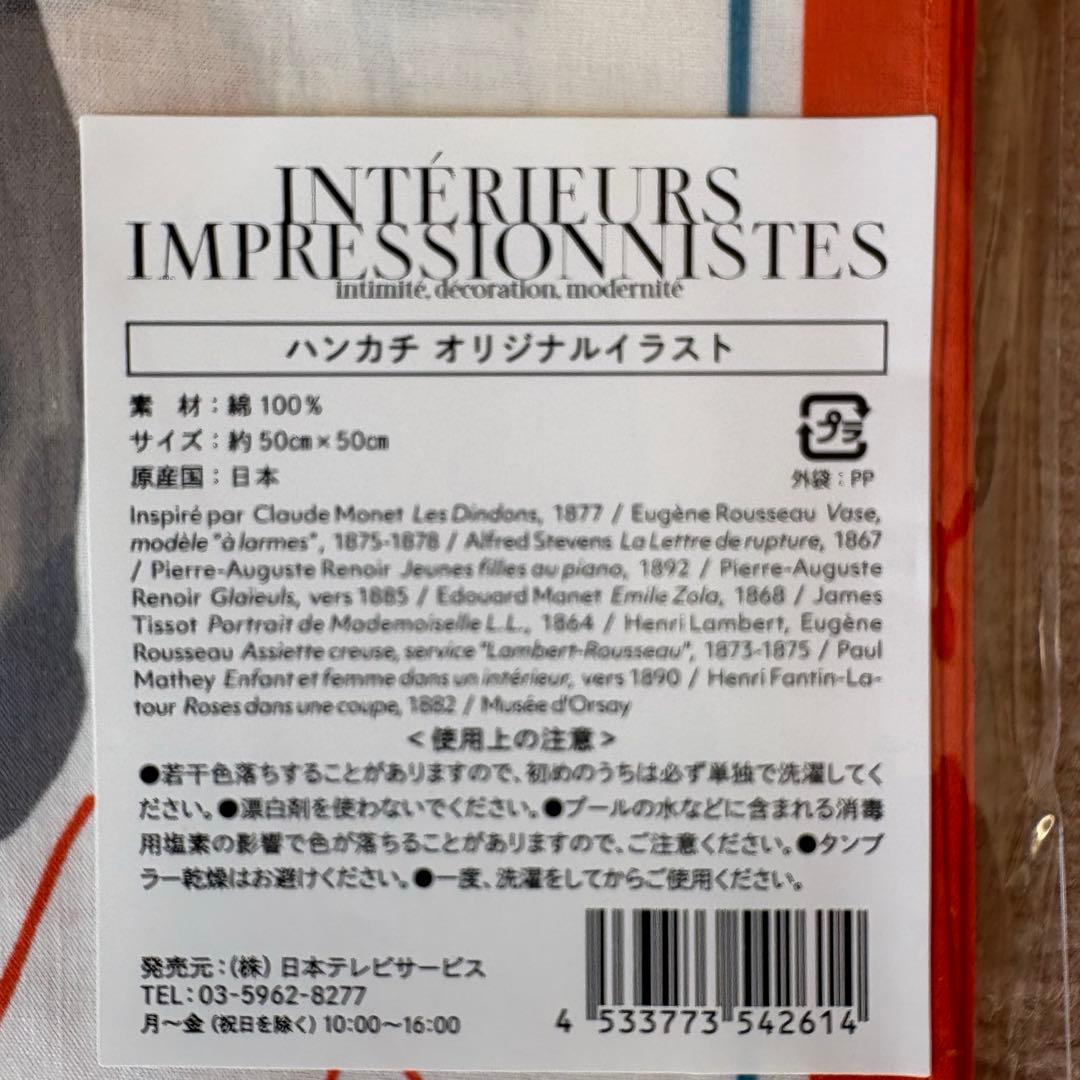 INTÉRIEURS
IMPRESSIONNISTES
intimité, décoration, modernité
ハンカチ オリジナルイラスト
素　材：綿 100%
サイズ：約 50cm×50cm
原産国：日本
プラ
外袋：PP
Inspiré par Claude Monet Les Dindons, 1877 / Eugène Rousseau Vase,
modèle "à larmes", 1875-1878 / Alfred Stevens La Lettre de rupture, 1867
/ Pierre-Auguste Renoir Jeunes filles au piano, 1892 / Pierre-Auguste
Renoir Glaïeuls, vers 1885 / Edouard Manet Emile Zola, 1868 / James
Tissot Portrait de Mademoiselle L.L., 1864 / Henri Lambert, Eugène
Rousseau Assiette creuse, service "Lambert-Rousseau", 1873-1875 / Paul
Mathey Enfant et femme dans un intérieur, vers 1890 / Henri Fantin-La-
tour Roses dans une coupe, 1882 / Musée d'Orsay
＜使用上の注意＞
●若干色落ちすることがありますので、初めのうちは必ず単独で洗濯してく
ださい。●漂白剤を使わないでください。●プールの水などに含まれる消毒
用塩素の影響で色が落ちることがありますので、ご注意ください。●タンブ
ラー乾燥はお避けください。●一度、洗濯をしてからご使用ください。
発売元：(株) 日本テレビサービス
TEL：03-5962-8277
月〜金 (祝日を除く) 10:00〜16:00
4 533773 542614